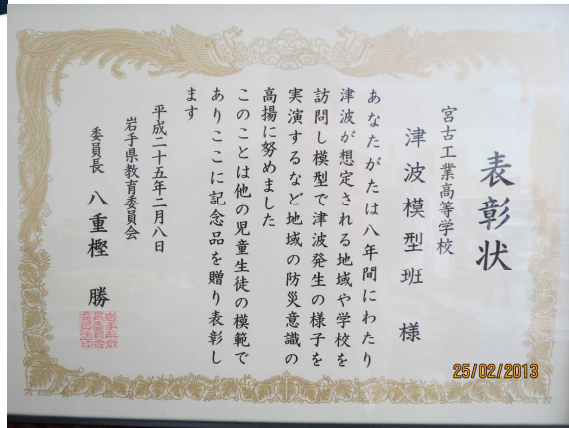 表彰状
宮古工業高等学校
津波模型班 様
あなたがたは八年間にわたり
津波が想定される地域や学校を
訪問し模型で津波発生の様子を
実演するなど地域の防災意識の
高揚に努めました
このことは他の児童生徒の模範で
ありここに記念品を贈り表彰し
ます
平成二十五年二月八日
岩手県教育委員会
委員長 八重樫 勝
25/02/2013